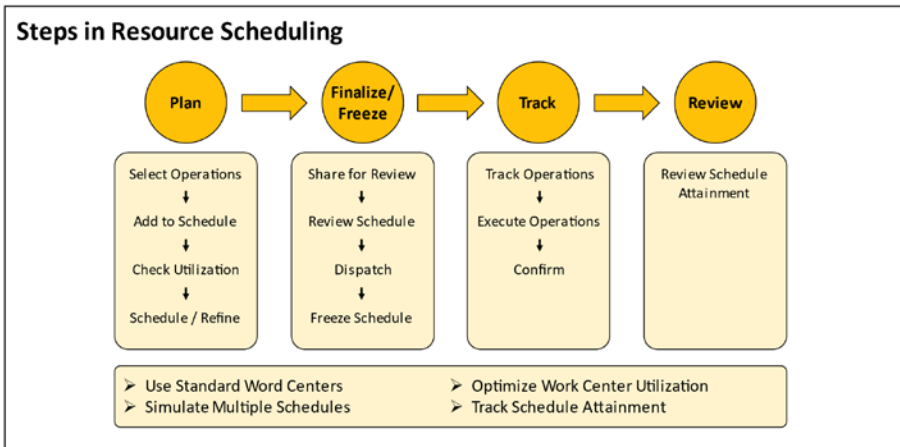 Steps in Resource Scheduling
Plan
Finalize/
Freeze
Track
Review
Select Operations
Add to Schedule
Check Utilization
Schedule / Refine
Share for Review
Review Schedule
Dispatch
Freeze Schedule
Track Operations
Execute Operations
Confirm
Review Schedule
Attainment
Use Standard Word Centers
Simulate Multiple Schedules
Optimize Work Center Utilization
Track Schedule Attainment